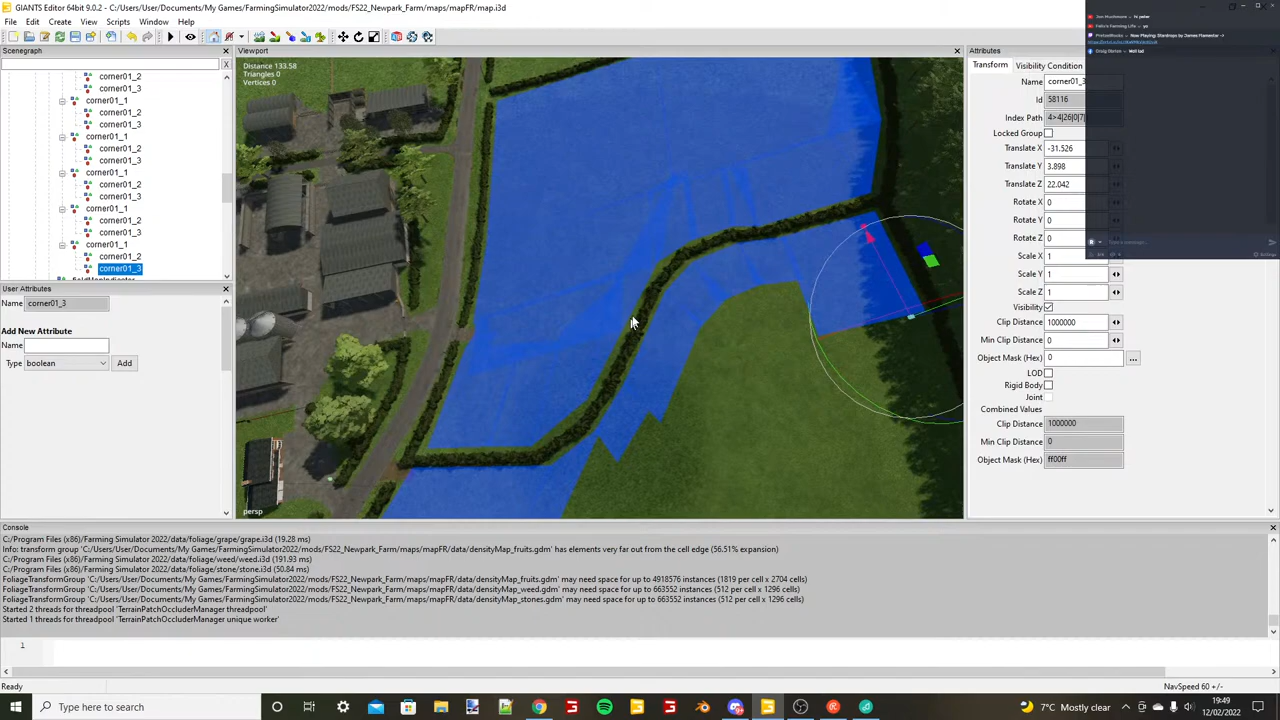 GIANTS Editor 64bit 9.0.2 - C:/Users/User/Documents/My Games/FarmingSimulator2022/mods/FS22_Newpark_Farm/maps/mapFR/map.i3d
File Edit Create View Scripts Window Help
Scenegraph
X
corner01_2
corner01_3
corner01_1
corner01_2
corner01_3
corner01_1
corner01_2
corner01_3
corner01_1
corner01_2
corner01_3
corner01_1
corner01_2
corner01_3
corner01_1
corner01_2
corner01_3
User Attributes
Name corner01_3
Add New Attribute
Name
Type boolean Add
Viewport
Distance 133.58
Triangles 0
Vertices 0
persp
Attributes
Transform Visibility Condition
Name corner01_3
Id 58116
Index Path 4>4|26|0|7|
Locked Group
Translate X -31.526
Translate Y 3.898
Translate Z 22.042
Rotate X 0
Rotate Y 0
Rotate Z 0
Scale X 1
Scale Y 1
Scale Z 1
Visibility
Clip Distance 1000000
Min Clip Distance 0
Object Mask (Hex) 0 ...
LOD
Rigid Body
Joint
Combined Values
Clip Distance 1000000
Min Clip Distance 0
Object Mask (Hex) ff00ff
Now Playing: Stardrops by James Mamentor ->
Settings
Console
C:/Program Files (x86)/Farming Simulator 2022/data/foliage/grape/grape.i3d (19.28 ms)
Info: transform group 'C:/Users/User/Documents/My Games/FarmingSimulator2022/mods/FS22_Newpark_Farm/maps/mapFR/data/densityMap_fruits.gdm' has elements very far out from the cell edge (56.51% expansion)
C:/Program Files (x86)/Farming Simulator 2022/data/foliage/weed/weed.i3d (191.93 ms)
C:/Program Files (x86)/Farming Simulator 2022/data/foliage/stone/stone.i3d (50.84 ms)
FoliageTransformGroup 'C:/Users/User/Documents/My Games/FarmingSimulator2022/mods/FS22_Newpark_Farm/maps/mapFR/data/densityMap_fruits.gdm' may need space for up to 4918576 instances (1819 per cell x 2704 cells)
FoliageTransformGroup 'C:/Users/User/Documents/My Games/FarmingSimulator2022/mods/FS22_Newpark_Farm/maps/mapFR/data/densityMap_weed.gdm' may need space for up to 663552 instances (512 per cell x 1296 cells)
FoliageTransformGroup 'C:/Users/User/Documents/My Games/FarmingSimulator2022/mods/FS22_Newpark_Farm/maps/mapFR/data/densityMap_stones.gdm' may need space for up to 663552 instances (512 per cell x 1296 cells)
Started 2 threads for threadpool 'TerrainPatchOccluderManager threadpool'
Started 1 threads for threadpool 'TerrainPatchOccluderManager unique worker'
1
Ready
NavSpeed 60 +/-
Type here to search
7°C Mostly clear
19:49
12/02/2022